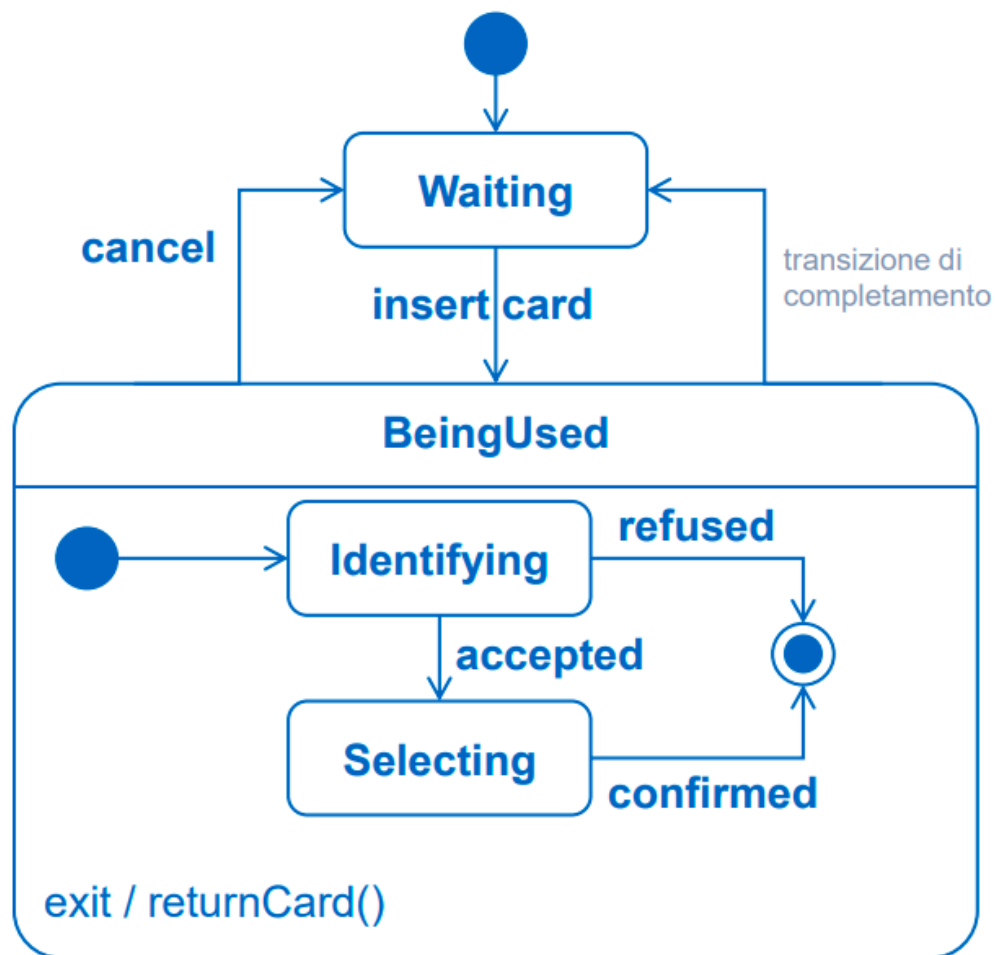 Waiting
cancel
transizione di
completamento
insert card
BeingUsed
refused
Identifying
accepted
Selecting
confirmed
exit / returnCard()